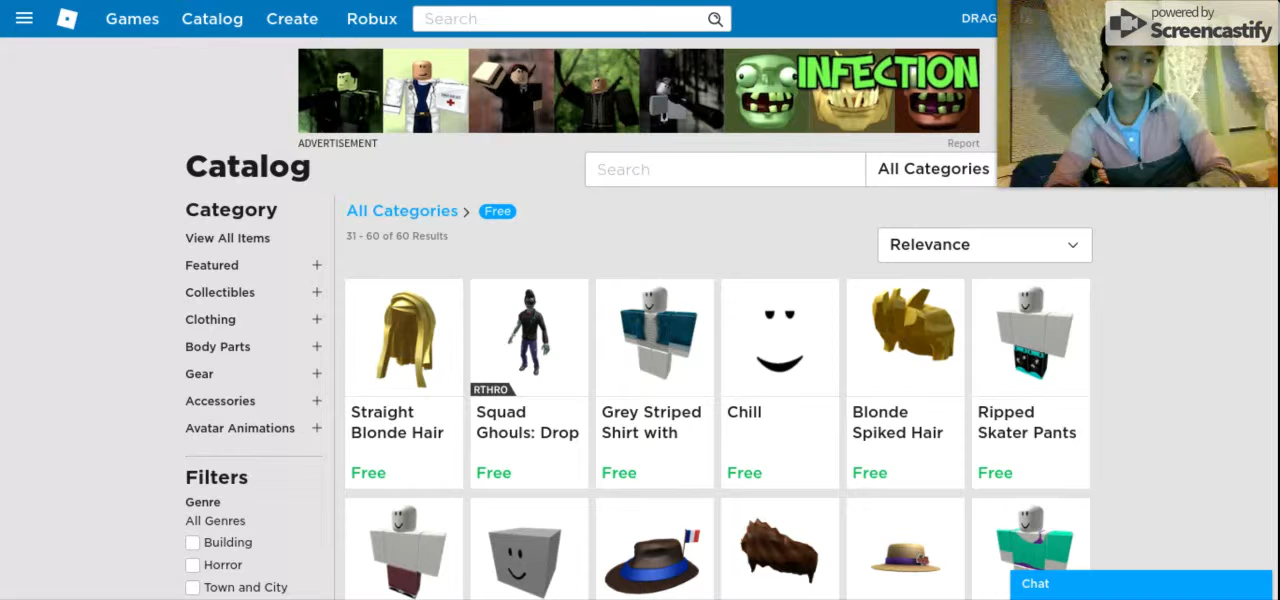 Games Catalog Create Robux Search DRAG
powered by
Screencastify
INFECTION
ADVERTISEMENT Report
Catalog
Search All Categories
Category
View All Items
Featured +
Collectibles +
Clothing +
Body Parts +
Gear +
Accessories +
Avatar Animations +
Filters
Genre
All Genres
Building
Horror
Town and City
All Categories > Free
31 - 60 of 60 Results
Relevance
Straight
Blonde Hair
Free
RTHRO
Squad
Ghouls: Drop
Free
Grey Striped
Shirt with
Free
Chill
Free
Blonde
Spiked Hair
Free
Ripped
Skater Pants
Free
Chat